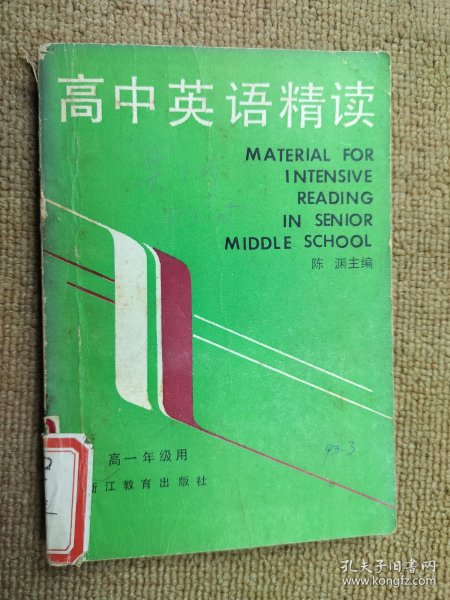 高中英语精读
MATERIAL FOR
INTENSIVE
READING
IN SENIOR
MIDDLE SCHOOL
陈 渊主编
93.3
高一年级用
浙江教育出版社
孔夫子旧书网
www.kongfz.com